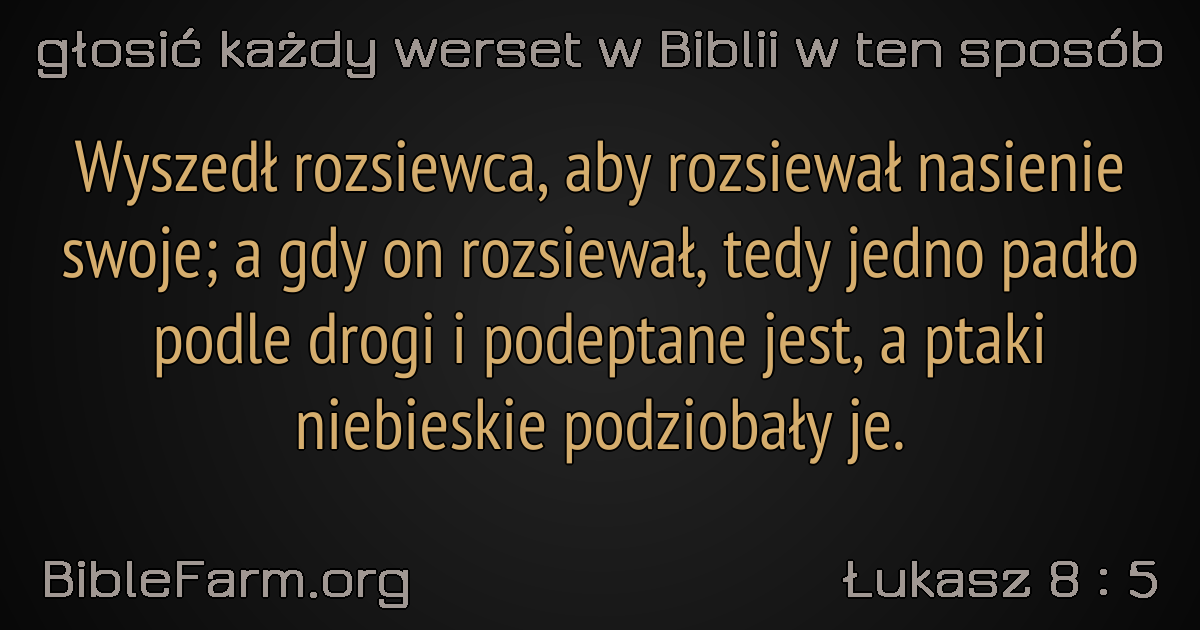 głosić każdy werset w Biblii w ten sposób
Wyszedł rozsiewca, aby rozsiewał nasienie
swoje; a gdy on rozsiewał, tedy jedno padło
podle drogi i podeptane jest, a ptaki
niebieskie podziobały je.
BibleFarm.org
Łukasz 8 : 5